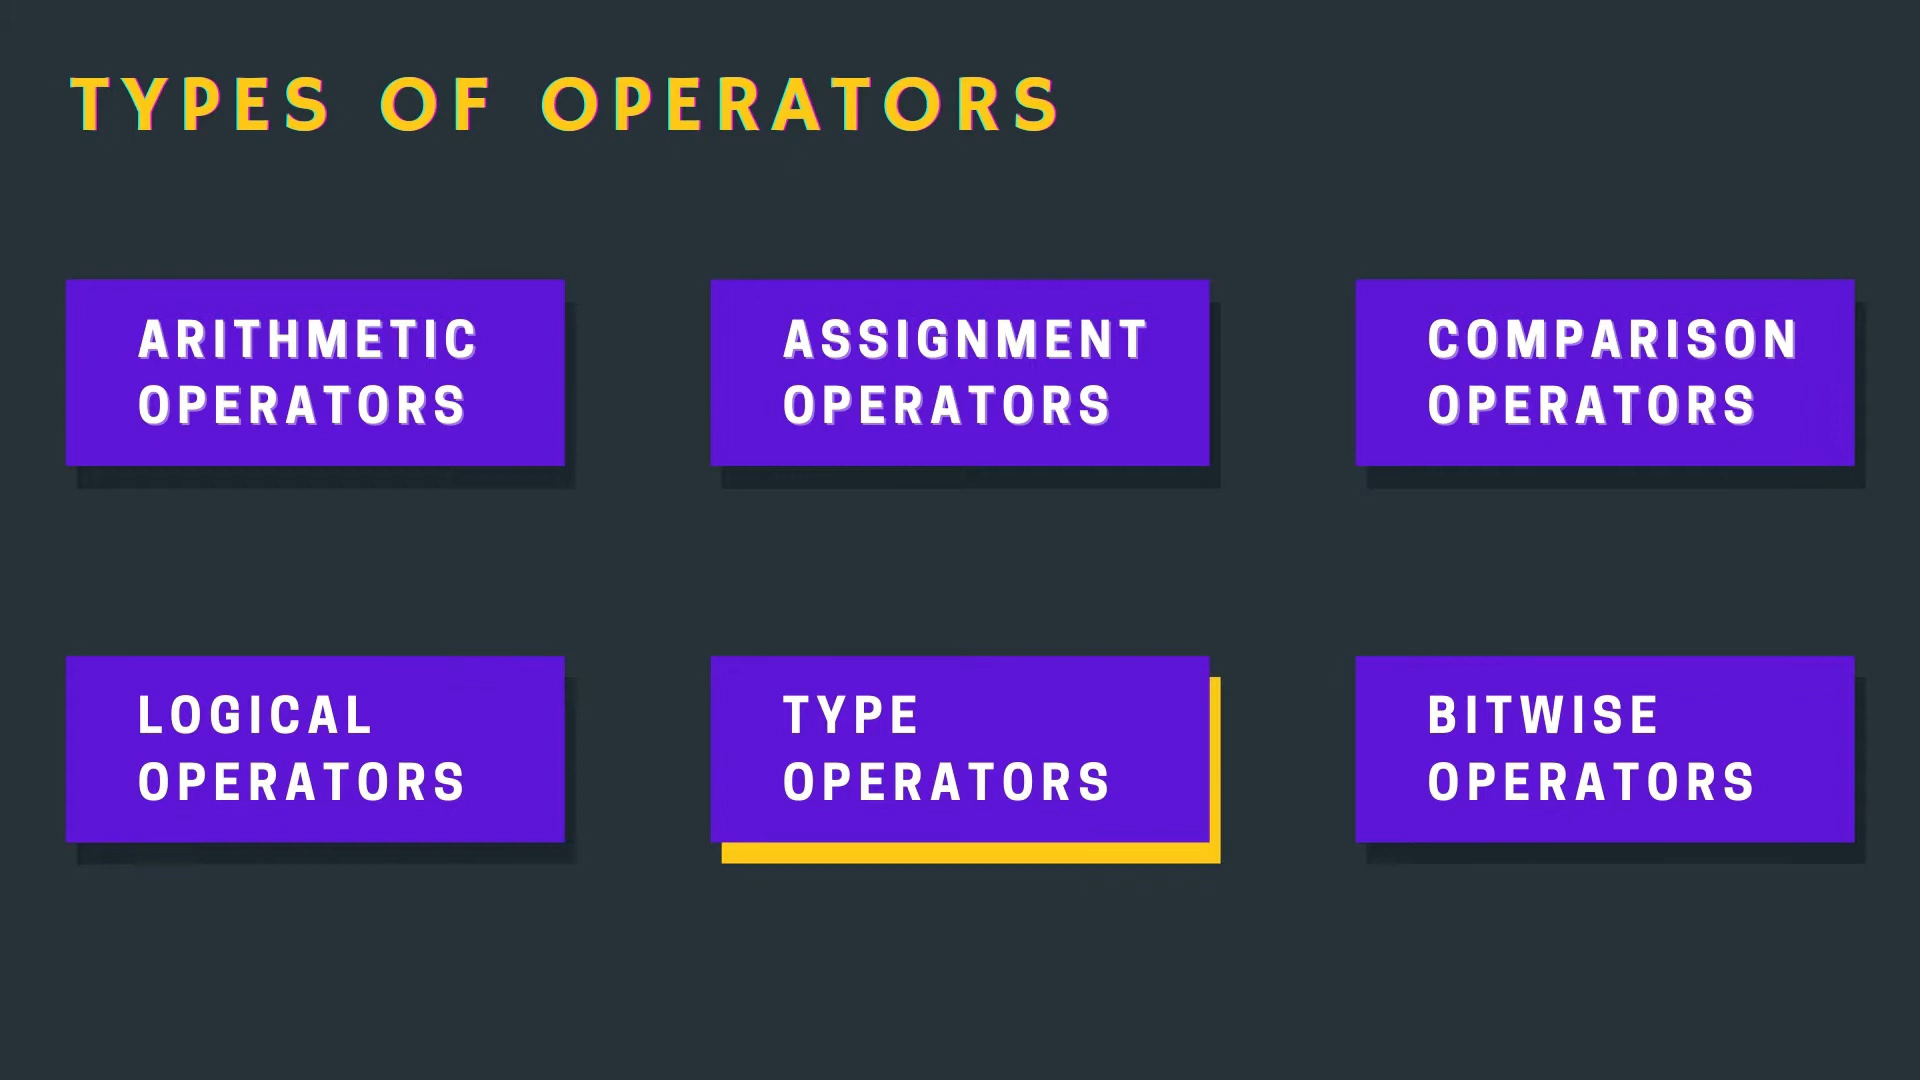 TYPES OF OPERATORS
ARITHMETIC
OPERATORS
ASSIGNMENT
OPERATORS
COMPARISON
OPERATORS
LOGICAL
OPERATORS
TYPE
OPERATORS
BITWISE
OPERATORS